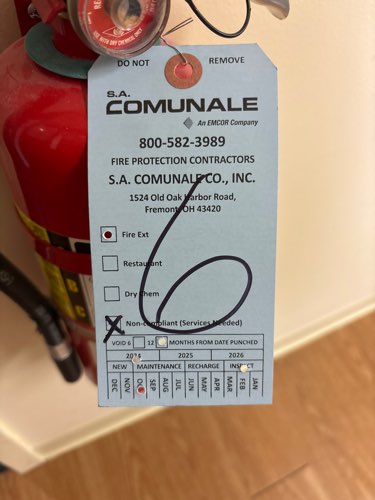 DO NOT REMOVE
S.A.
COMUNALE
An EMCOR Company
800-582-3989
FIRE PROTECTION CONTRACTORS
S.A. COMUNALE CO., INC.
1524 Old Oak Harbor Road,
Fremont, OH 43420
6
Fire Ext
Restaurant
Dry Chem
X Non-compliant (Services Needed)
VOID 6 12 MONTHS FROM DATE PUNCHED
2024 2025 2026
NEW MAINTENANCE RECHARGE INSPECT
DEC NOV OCT SEP AUG JUL JUN MAY APR MAR FEB JAN